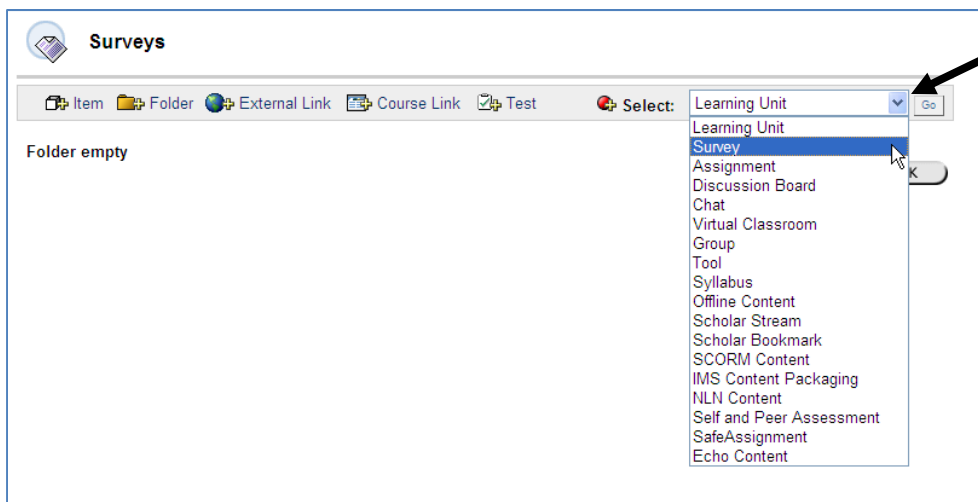 Surveys
Item Folder External Link Course Link Test Select: Learning Unit Go
Folder empty
Learning Unit
Survey
Assignment
Discussion Board
Chat
Virtual Classroom
Group
Tool
Syllabus
Offline Content
Scholar Stream
Scholar Bookmark
SCORM Content
IMS Content Packaging
NLN Content
Self and Peer Assessment
SafeAssignment
Echo Content
K